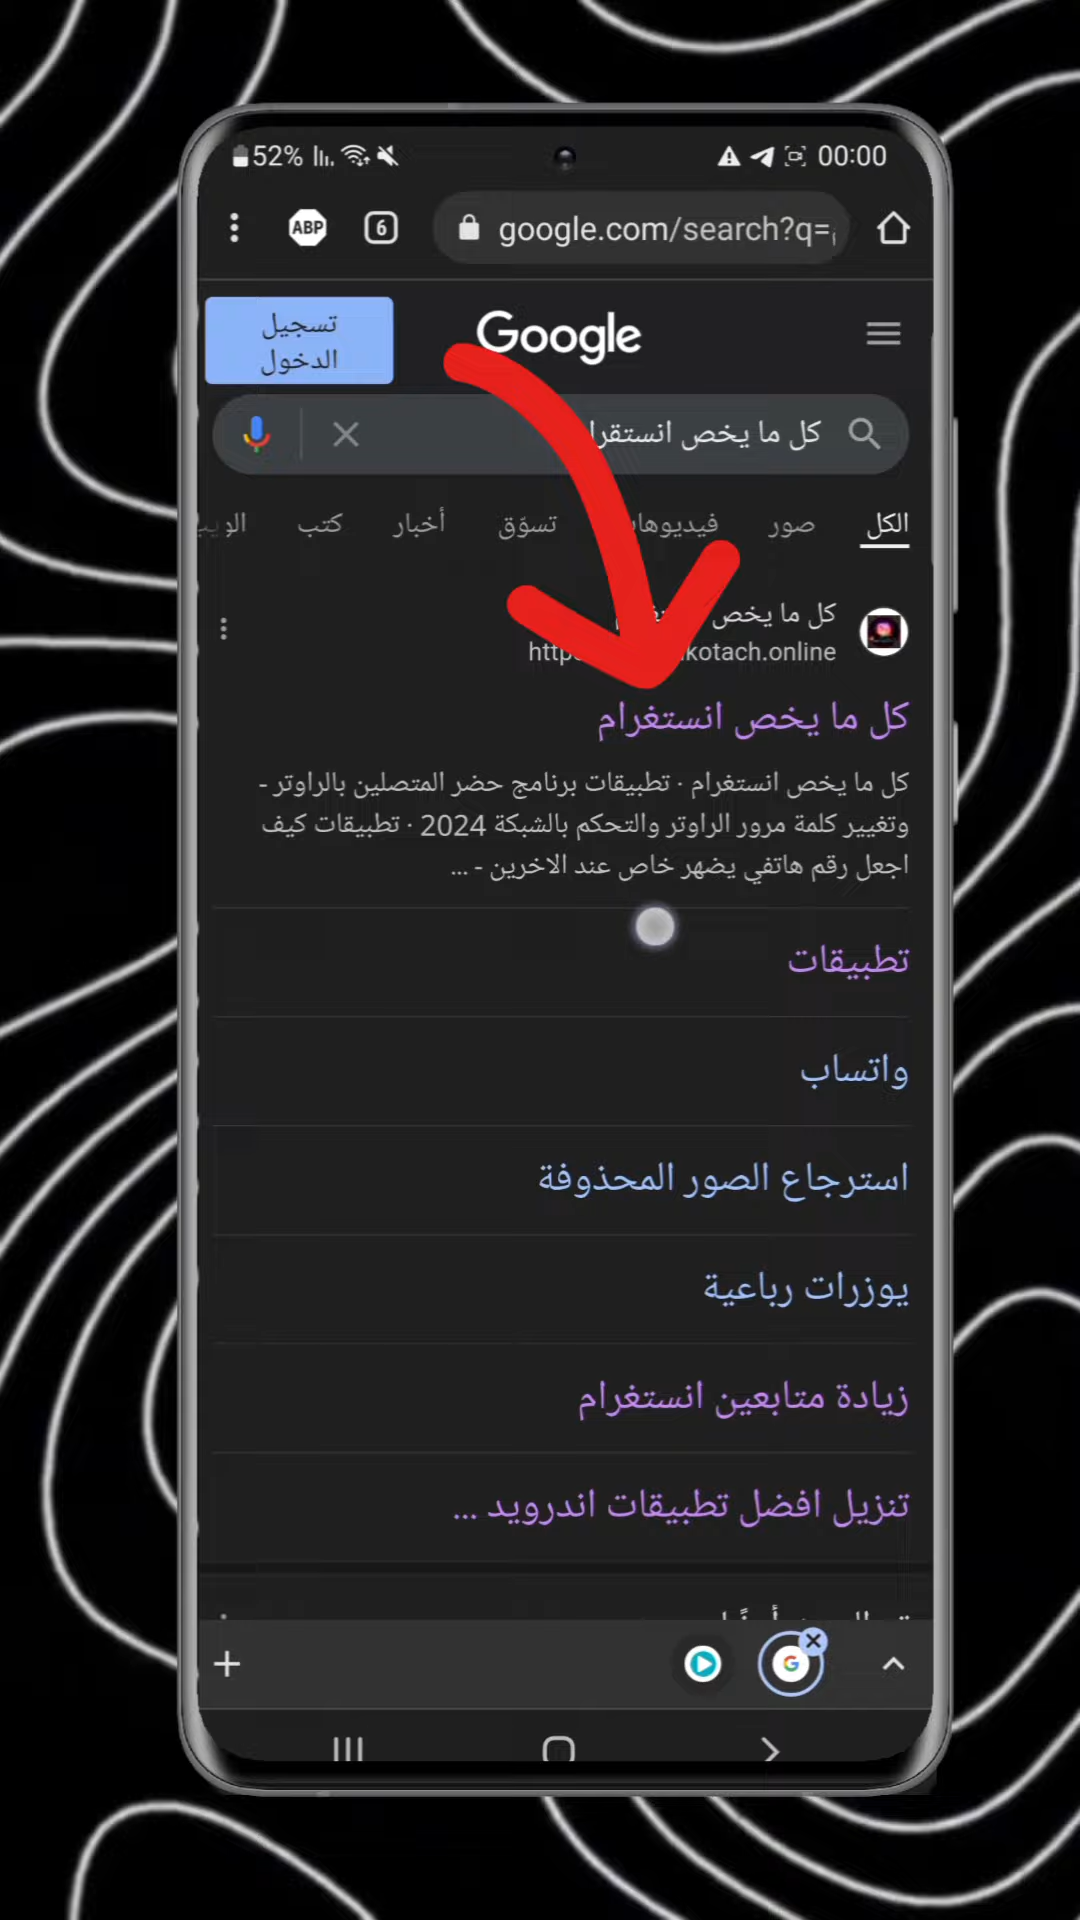 52%
00:00
ABP
6
google.com/search?q=
تسجيل
الدخول
Google
كل ما يخص انستقرا
الكل صور فيديوهات تسوّق أخبار كتب
كل ما يخص
kotach.online
كل ما يخص انستغرام
كل ما يخص انستغرام · تطبيقات برنامج حضر المتصلين بالراوتر -
وتغيير كلمة مرور الراوتر والتحكم بالشبكة 2024 · تطبيقات كيف
اجعل رقم هاتفي يضهر خاص عند الاخرين - ...
تطبيقات
واتساب
استرجاع الصور المحذوفة
يوزرات رباعية
زيادة متابعين انستغرام
تنزيل افضل تطبيقات اندرويد ...